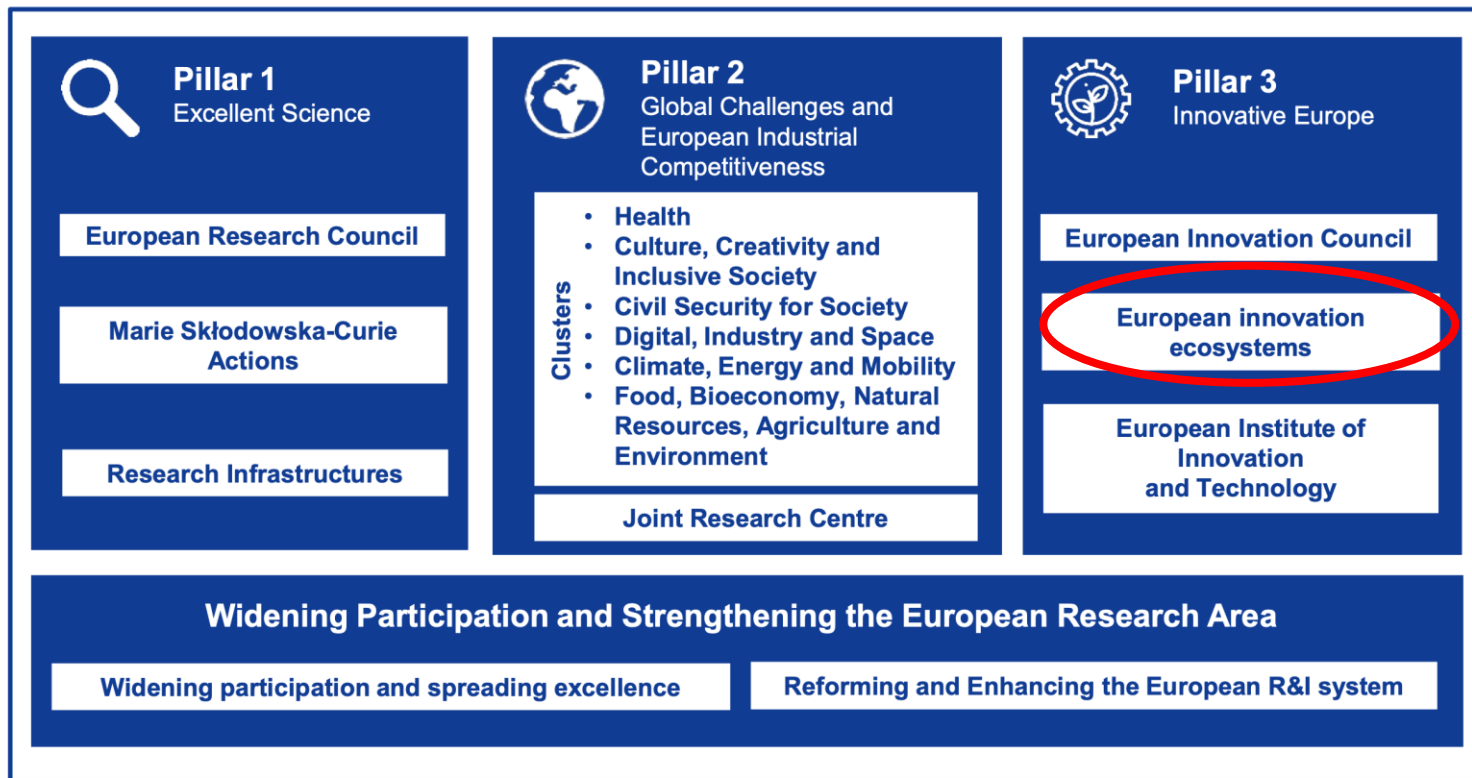 Pillar 1
Excellent Science
European Research Council
Marie Skłodowska-Curie
Actions
Research Infrastructures
Pillar 2
Global Challenges and
European Industrial
Competitiveness
Clusters
• Health
• Culture, Creativity and
Inclusive Society
• Civil Security for Society
• Digital, Industry and Space
• Climate, Energy and Mobility
• Food, Bioeconomy, Natural
Resources, Agriculture and
Environment
Joint Research Centre
Pillar 3
Innovative Europe
European Innovation Council
European innovation
ecosystems
European Institute of
Innovation
and Technology
Widening Participation and Strengthening the European Research Area
Widening participation and spreading excellence
Reforming and Enhancing the European R&I system